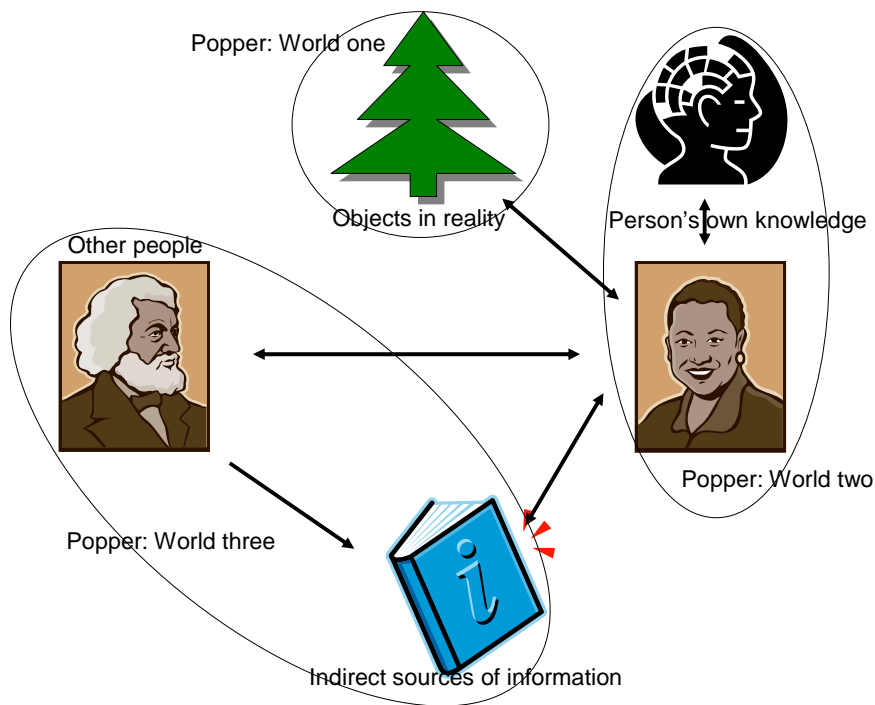 Popper: World one
Objects in reality
Person's own knowledge
Other people
Popper: World two
Popper: World three
i
Indirect sources of information